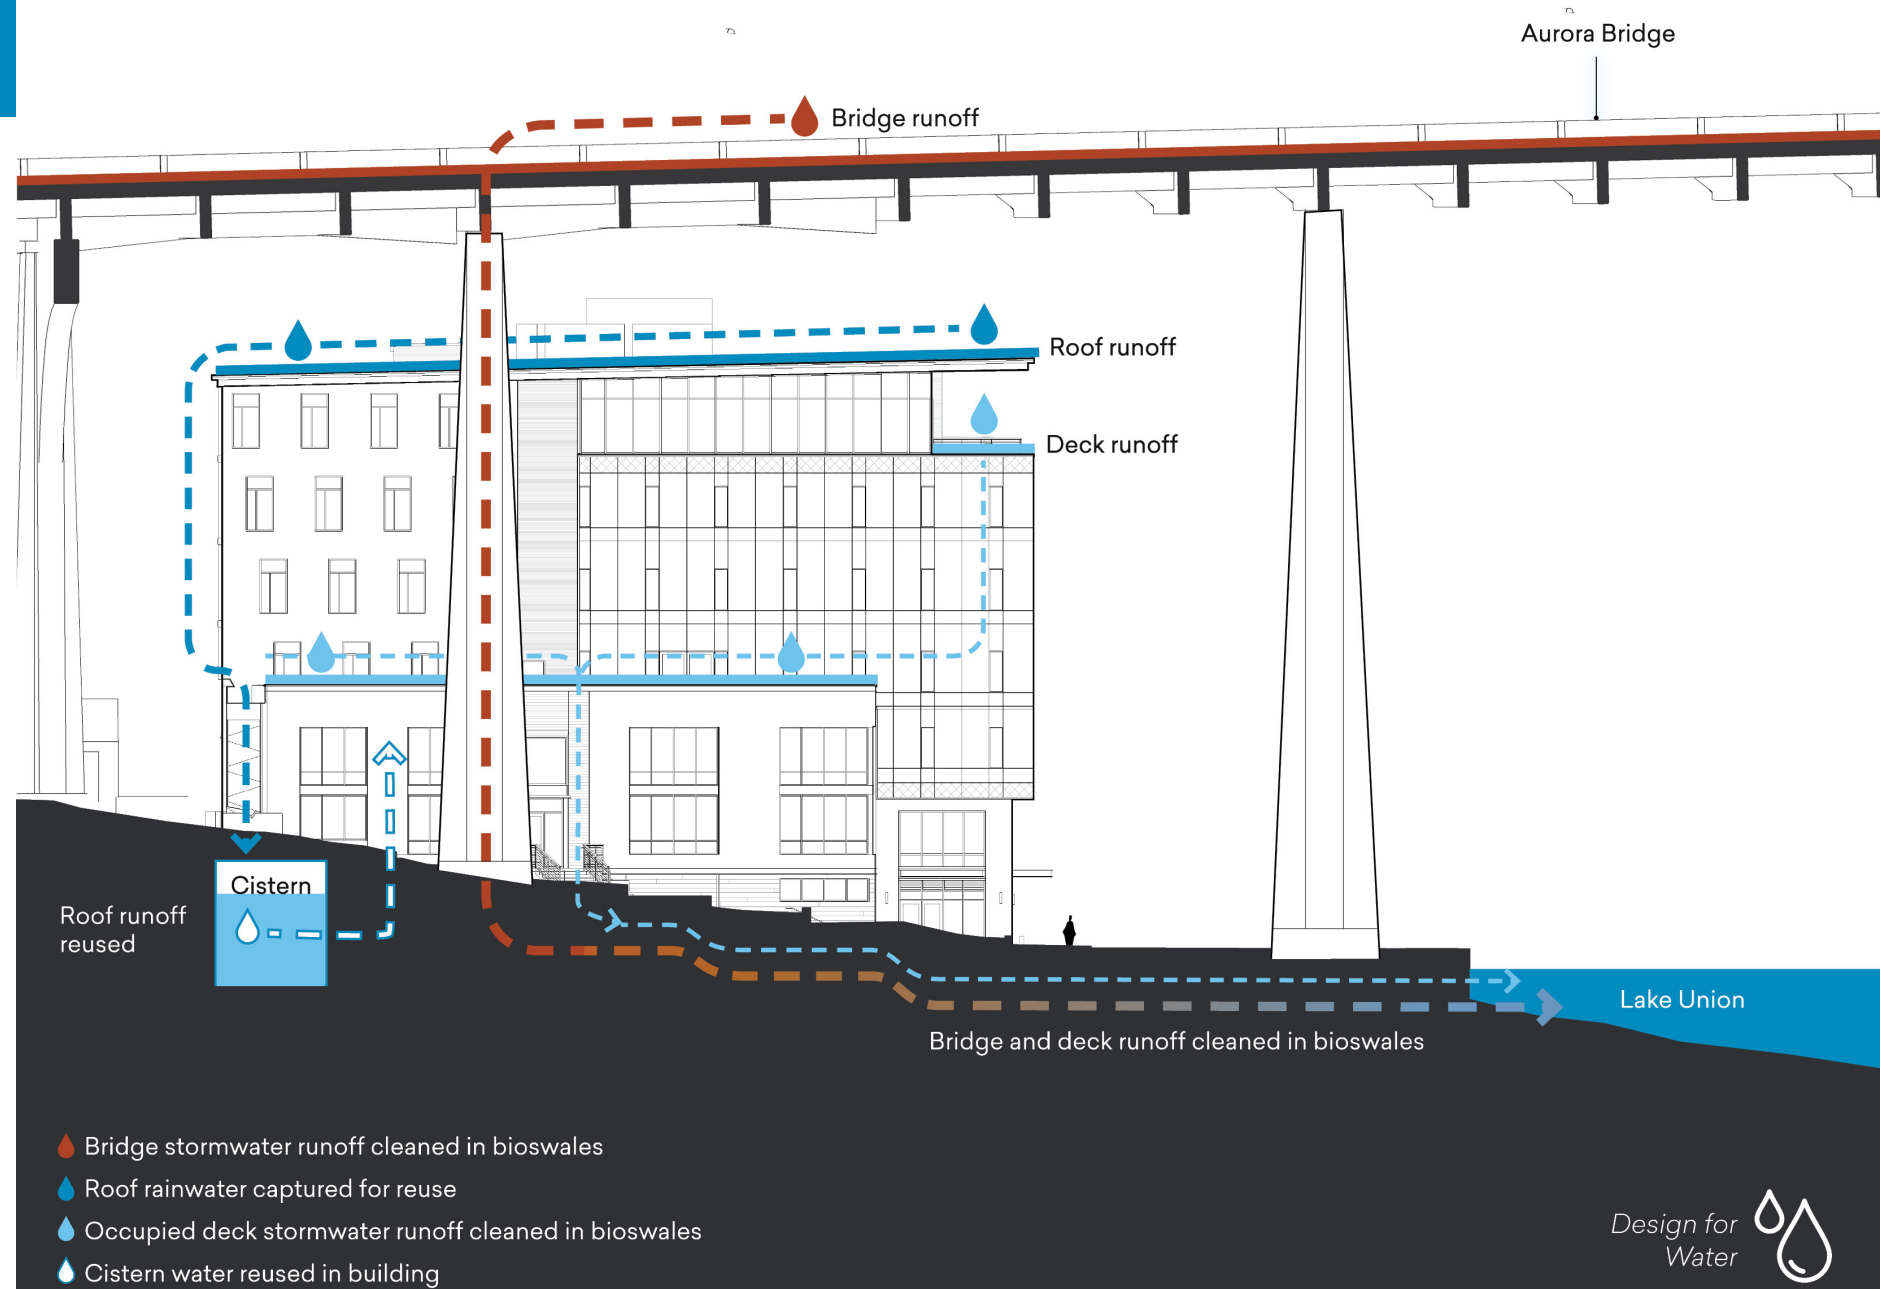 Aurora Bridge
Bridge runoff
Roof runoff
Deck runoff
Cistern
Roof runoff
reused
Lake Union
Bridge and deck runoff cleaned in bioswales
Bridge stormwater runoff cleaned in bioswales
Roof rainwater captured for reuse
Occupied deck stormwater runoff cleaned in bioswales
Cistern water reused in building
Design for
Water